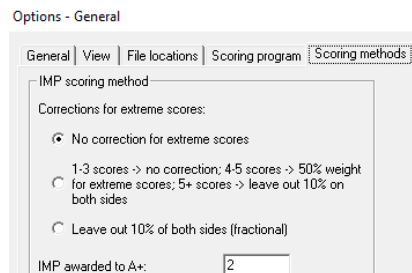 Options - General
General View File locations Scoring program Scoring methods
IMP scoring method
Corrections for extreme scores:
No correction for extreme scores
1-3 scores -> no correction; 4-5 scores -> 50% weight
for extreme scores; 5+ scores -> leave out 10% on
both sides
Leave out 10% of both sides (fractional)
IMP awarded to A+: 2